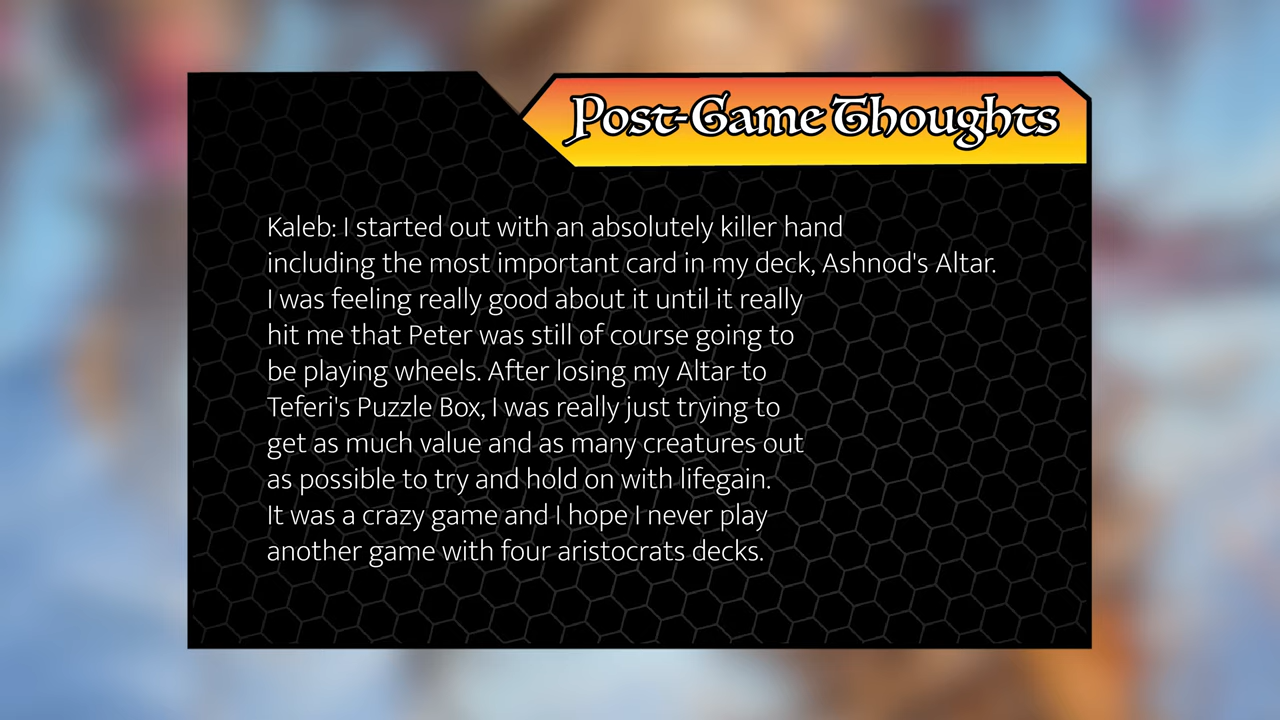 Post-Game Thoughts
Kaleb: I started out with an absolutely killer hand
including the most important card in my deck, Ashnod's Altar.
I was feeling really good about it until it really
hit me that Peter was still of course going to
be playing wheels. After losing my Altar to
Teferi's Puzzle Box, I was really just trying to
get as much value and as many creatures out
as possible to try and hold on with lifegain.
It was a crazy game and I hope I never play
another game with four aristocrats decks.